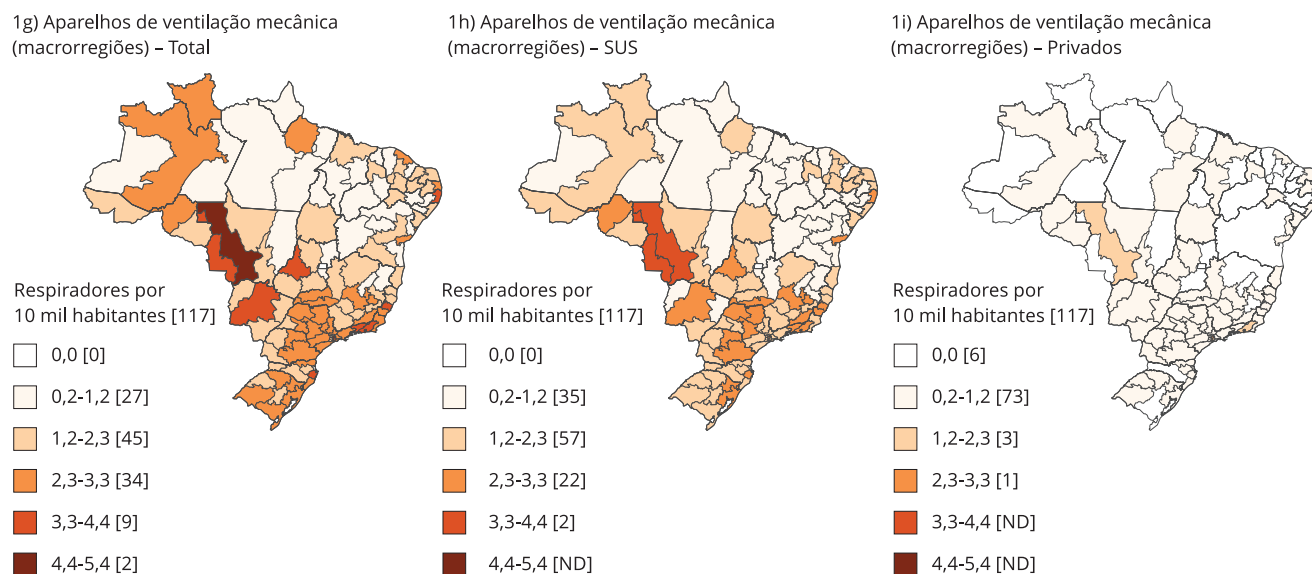 1g) Aparelhos de ventilação mecânica
(macrorregiões) – Total
Respiradores por
10 mil habitantes [117]
0,0 [0]
0,2-1,2 [27]
1,2-2,3 [45]
2,3-3,3 [34]
3,3-4,4 [9]
4,4-5,4 [2]
1h) Aparelhos de ventilação mecânica
(macrorregiões) – SUS
Respiradores por
10 mil habitantes [117]
0,0 [0]
0,2-1,2 [35]
1,2-2,3 [57]
2,3-3,3 [22]
3,3-4,4 [2]
4,4-5,4 [ND]
1i) Aparelhos de ventilação mecânica
(macrorregiões) – Privados
Respiradores por
10 mil habitantes [117]
0,0 [6]
0,2-1,2 [73]
1,2-2,3 [3]
2,3-3,3 [1]
3,3-4,4 [ND]
4,4-5,4 [ND]